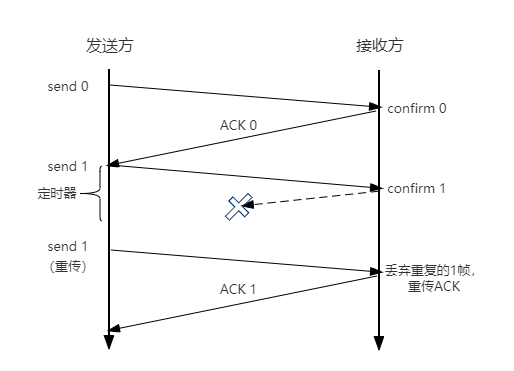 发送方
接收方
send 0
confirm 0
ACK 0
send 1
confirm 1
定时器
send 1
（重传）
丢弃重复的1帧，
重传ACK
ACK 1